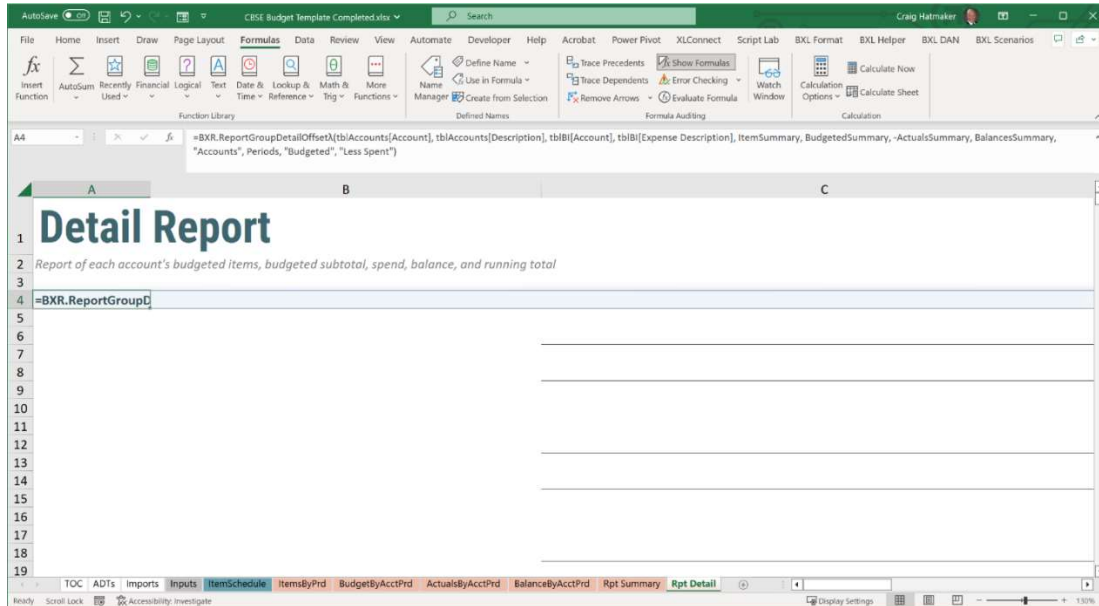 AutoSave Off CBSE Budget Template Completed.xlsx Search Craig Hatmaker
File Home Insert Draw Page Layout Formulas Data Review View Automate Developer Help Acrobat Power Pivot XLConnect Script Lab BXL Format BXL Helper BXL DAN BXL Scenarios
fx Σ ? A θ Define Name Trace Precedents Show Formulas Calculate Now
Insert Function AutoSum Recently Used Financial Logical Text Date & Time Lookup & Reference Math & Trig More Functions Name Manager Use in Formula Trace Dependents Error Checking Watch Window Calculation Options Calculate Sheet
Create from Selection Remove Arrows Evaluate Formula
Function Library Defined Names Formula Auditing Calculation
A4 fx =BXR.ReportGroupDetailOffsetλ(tblAccounts[Account], tblAccounts[Description], tblBI[Account], tblBI[Expense Description], ItemSummary, BudgetedSummary, -ActualsSummary, BalancesSummary,
"Accounts", Periods, "Budgeted", "Less Spent")
A B C
1 Detail Report
2 Report of each account's budgeted items, budgeted subtotal, spend, balance, and running total
3
4 =BXR.ReportGroupD
5
6
7
8
9
10
11
12
13
14
15
16
17
18
19
TOC ADTs Imports Inputs ItemSchedule ItemsByPrd BudgetByAcctPrd ActualsByAcctPrd BalanceByAcctPrd Rpt Summary Rpt Detail
Ready Scroll Lock Accessibility: Investigate Display Settings 130%